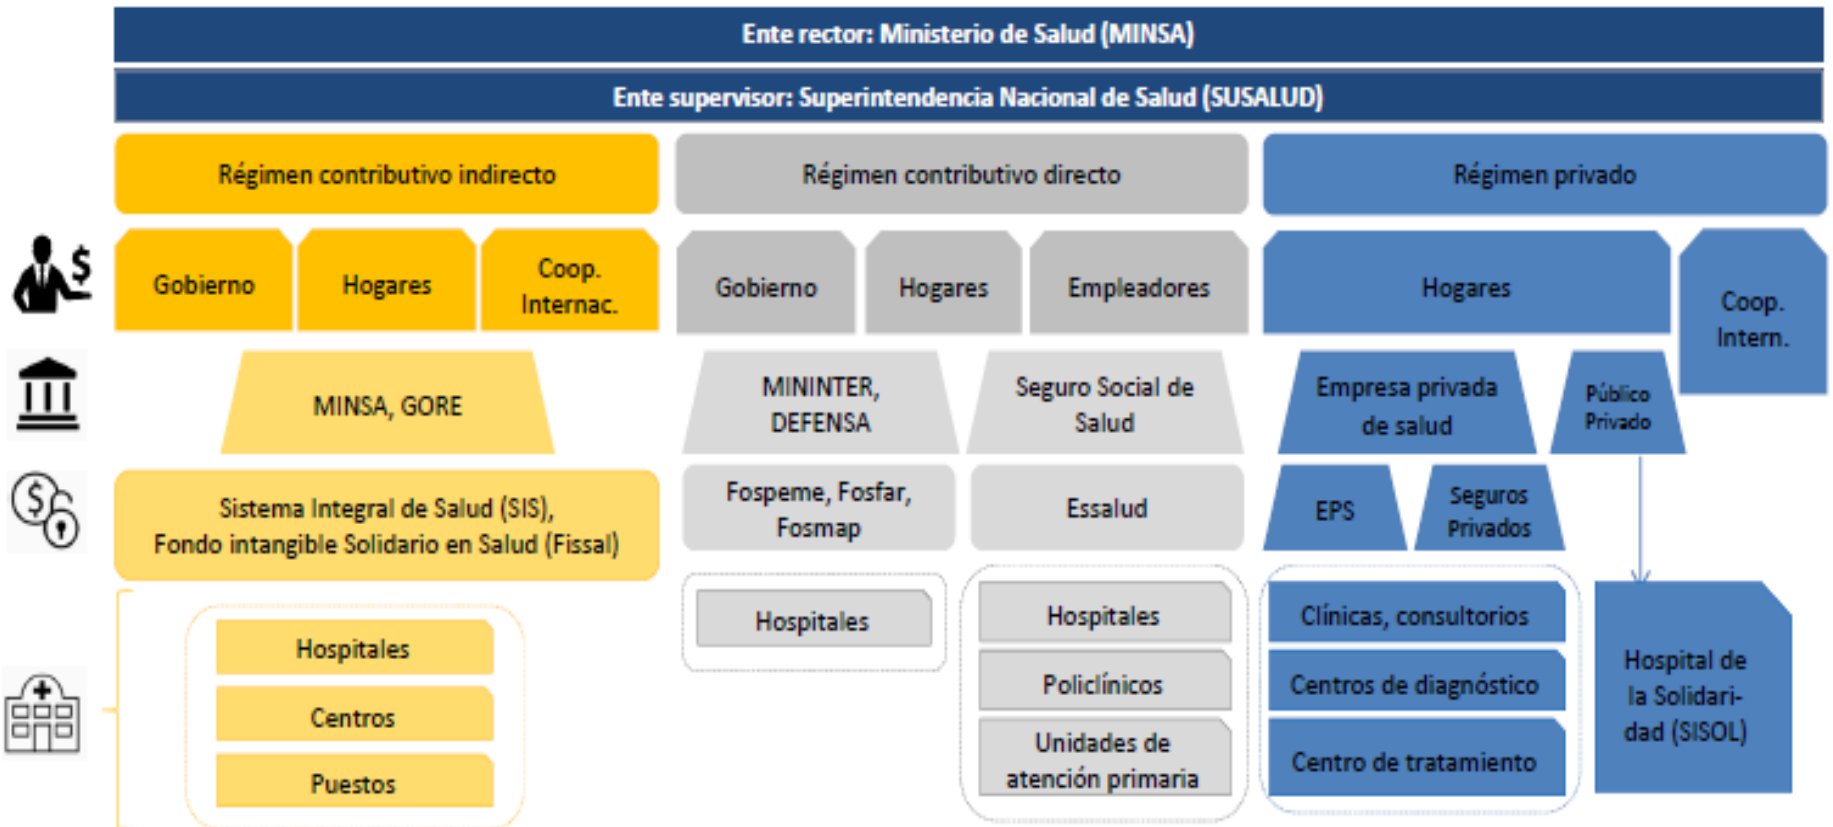 Ente rector: Ministerio de Salud (MINSA)
Ente supervisor: Superintendencia Nacional de Salud (SUSALUD)
Régimen contributivo indirecto
Régimen contributivo directo
Régimen privado
$
Gobierno
Hogares
Coop.
Internac.
Gobierno
Hogares
Empleadores
Hogares
Coop.
Intern.
MINSA, GORE
MININTER,
DEFENSA
Seguro Social de
Salud
Empresa privada
de salud
Público
Privado
$
Sistema Integral de Salud (SIS),
Fondo intangible Solidario en Salud (Fissal)
Fospeme, Fosfar,
Fosmap
Essalud
EPS
Seguros
Privados
Hospitales
Centros
Puestos
Hospitales
Hospitales
Policlínicos
Unidades de
atención primaria
Clínicas, consultorios
Centros de diagnóstico
Centro de tratamiento
Hospital de
la Solidari-
dad (SISOL)